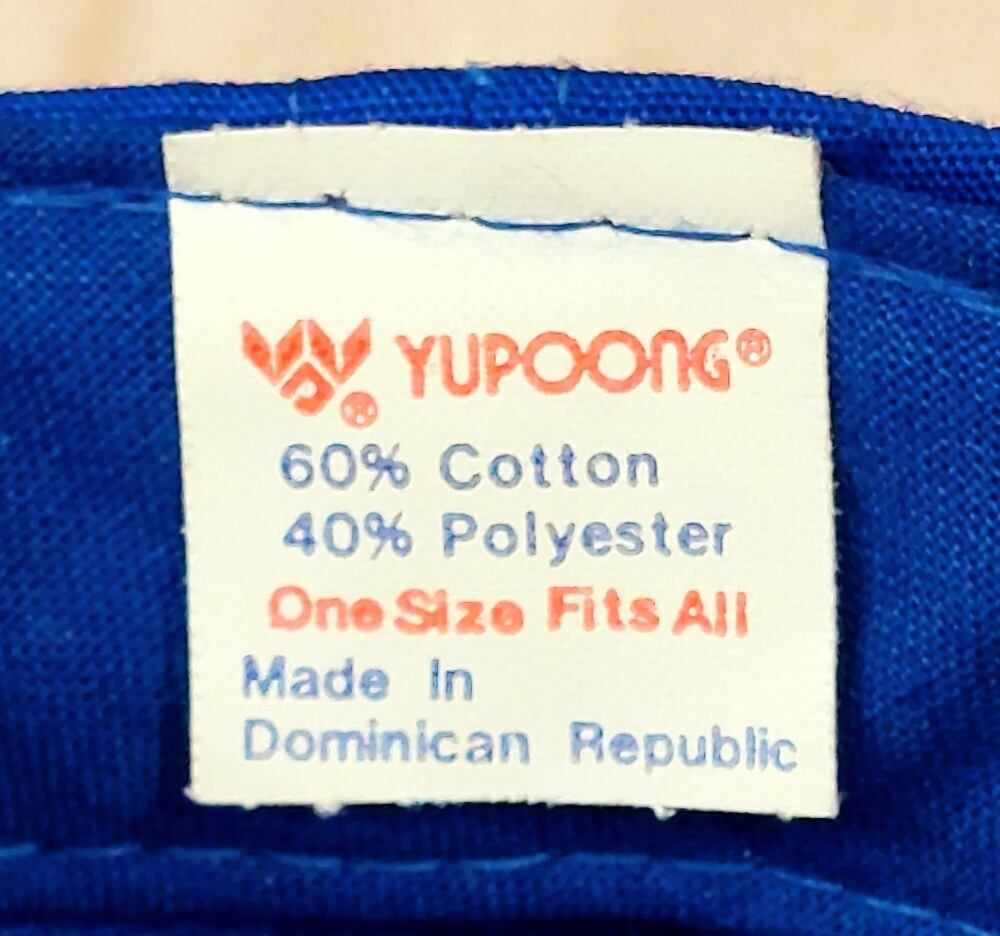 YUPOONG®
®
60% Cotton
40% Polyester
One Size Fits All
Made In
Dominican Republic